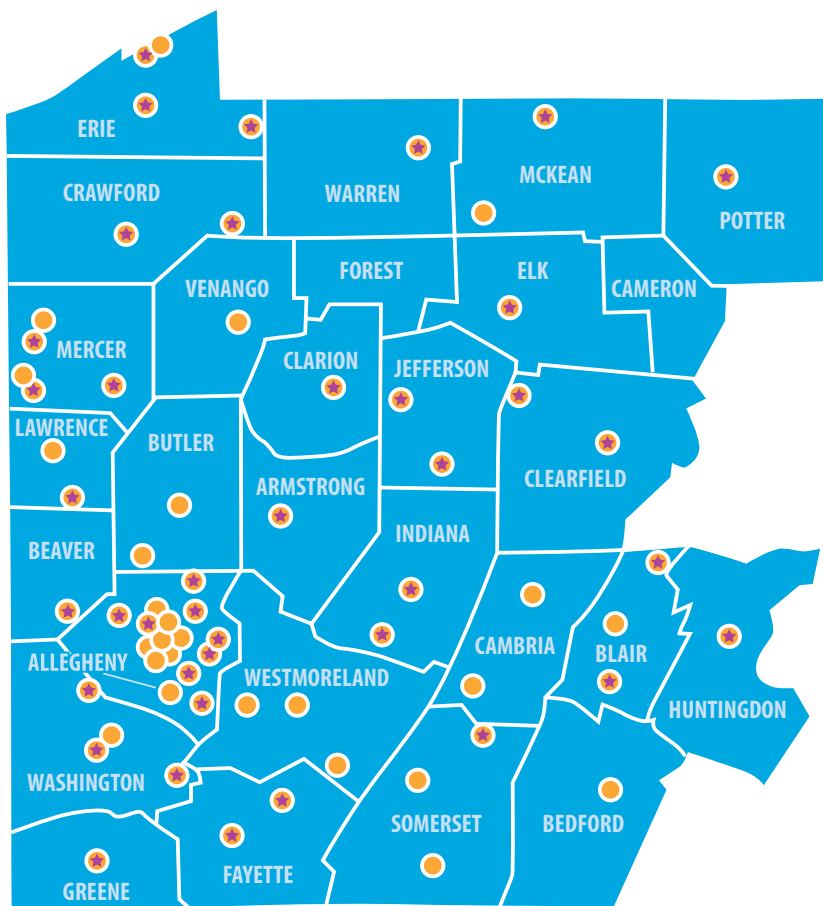 ERIE
CRAWFORD
WARREN
MCKEAN
POTTER
VENANGO
FOREST
ELK
CAMERON
MERCER
CLARION
JEFFERSON
LAWRENCE
BUTLER
ARMSTRONG
CLEARFIELD
BEAVER
INDIANA
ALLEGHENY
WESTMORELAND
CAMBRIA
BLAIR
HUNTINGDON
WASHINGTON
SOMERSET
BEDFORD
FAYETTE
GREENE